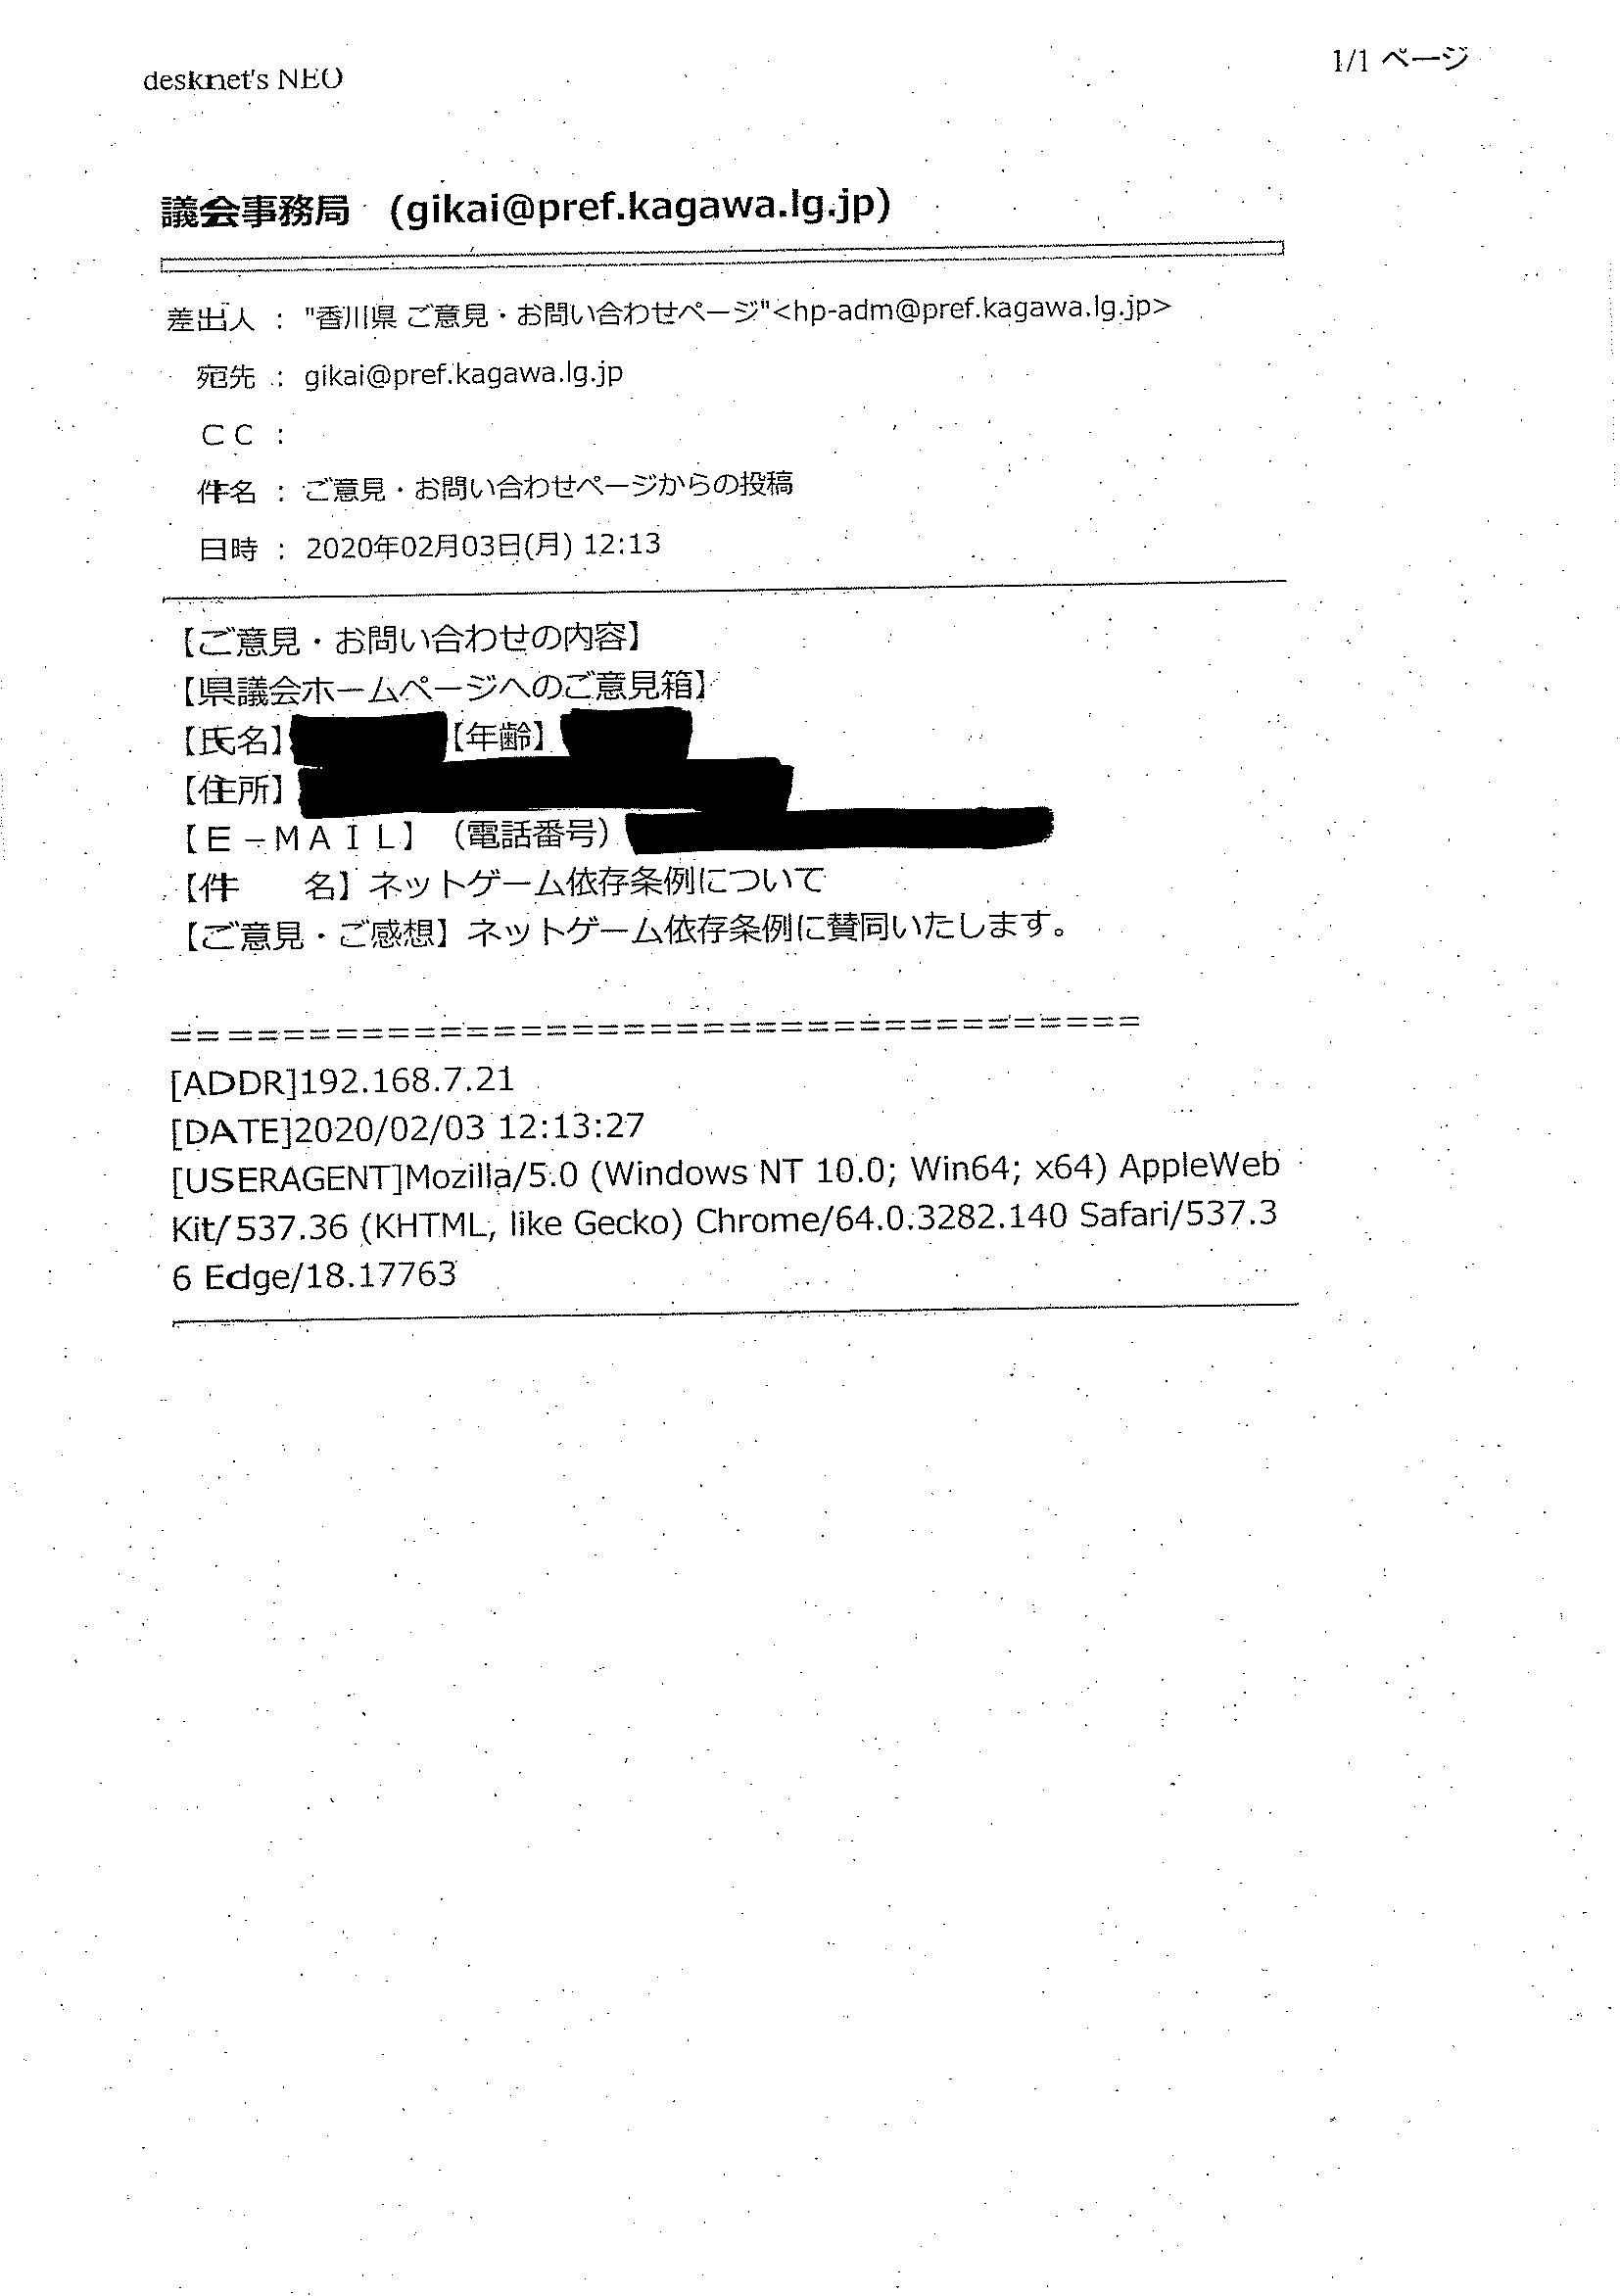 desknet's NEO
1/1 ページ
議会事務局 (gikai@pref.kagawa.lg.jp)
差出人 : "香川県 ご意見・お問い合わせページ"<hp-adm@pref.kagawa.lg.jp>
宛先 : gikai@pref.kagawa.lg.jp
ＣＣ :
件名 : ご意見・お問い合わせページからの投稿
日時 : 2020年02月03日(月) 12:13
【ご意見・お問い合わせの内容】
【県議会ホームページへのご意見箱】
【氏名】 【年齢】
【住所】
【Ｅ－ＭＡＩＬ】（電話番号）
【件　　名】ネットゲーム依存条例について
【ご意見・ご感想】ネットゲーム依存条例に賛同いたします。
=====================================
[ADDR]192.168.7.21
[DATE]2020/02/03 12:13:27
[USERAGENT]Mozilla/5.0 (Windows NT 10.0; Win64; x64) AppleWeb
Kit/537.36 (KHTML, like Gecko) Chrome/64.0.3282.140 Safari/537.3
6 Edge/18.17763